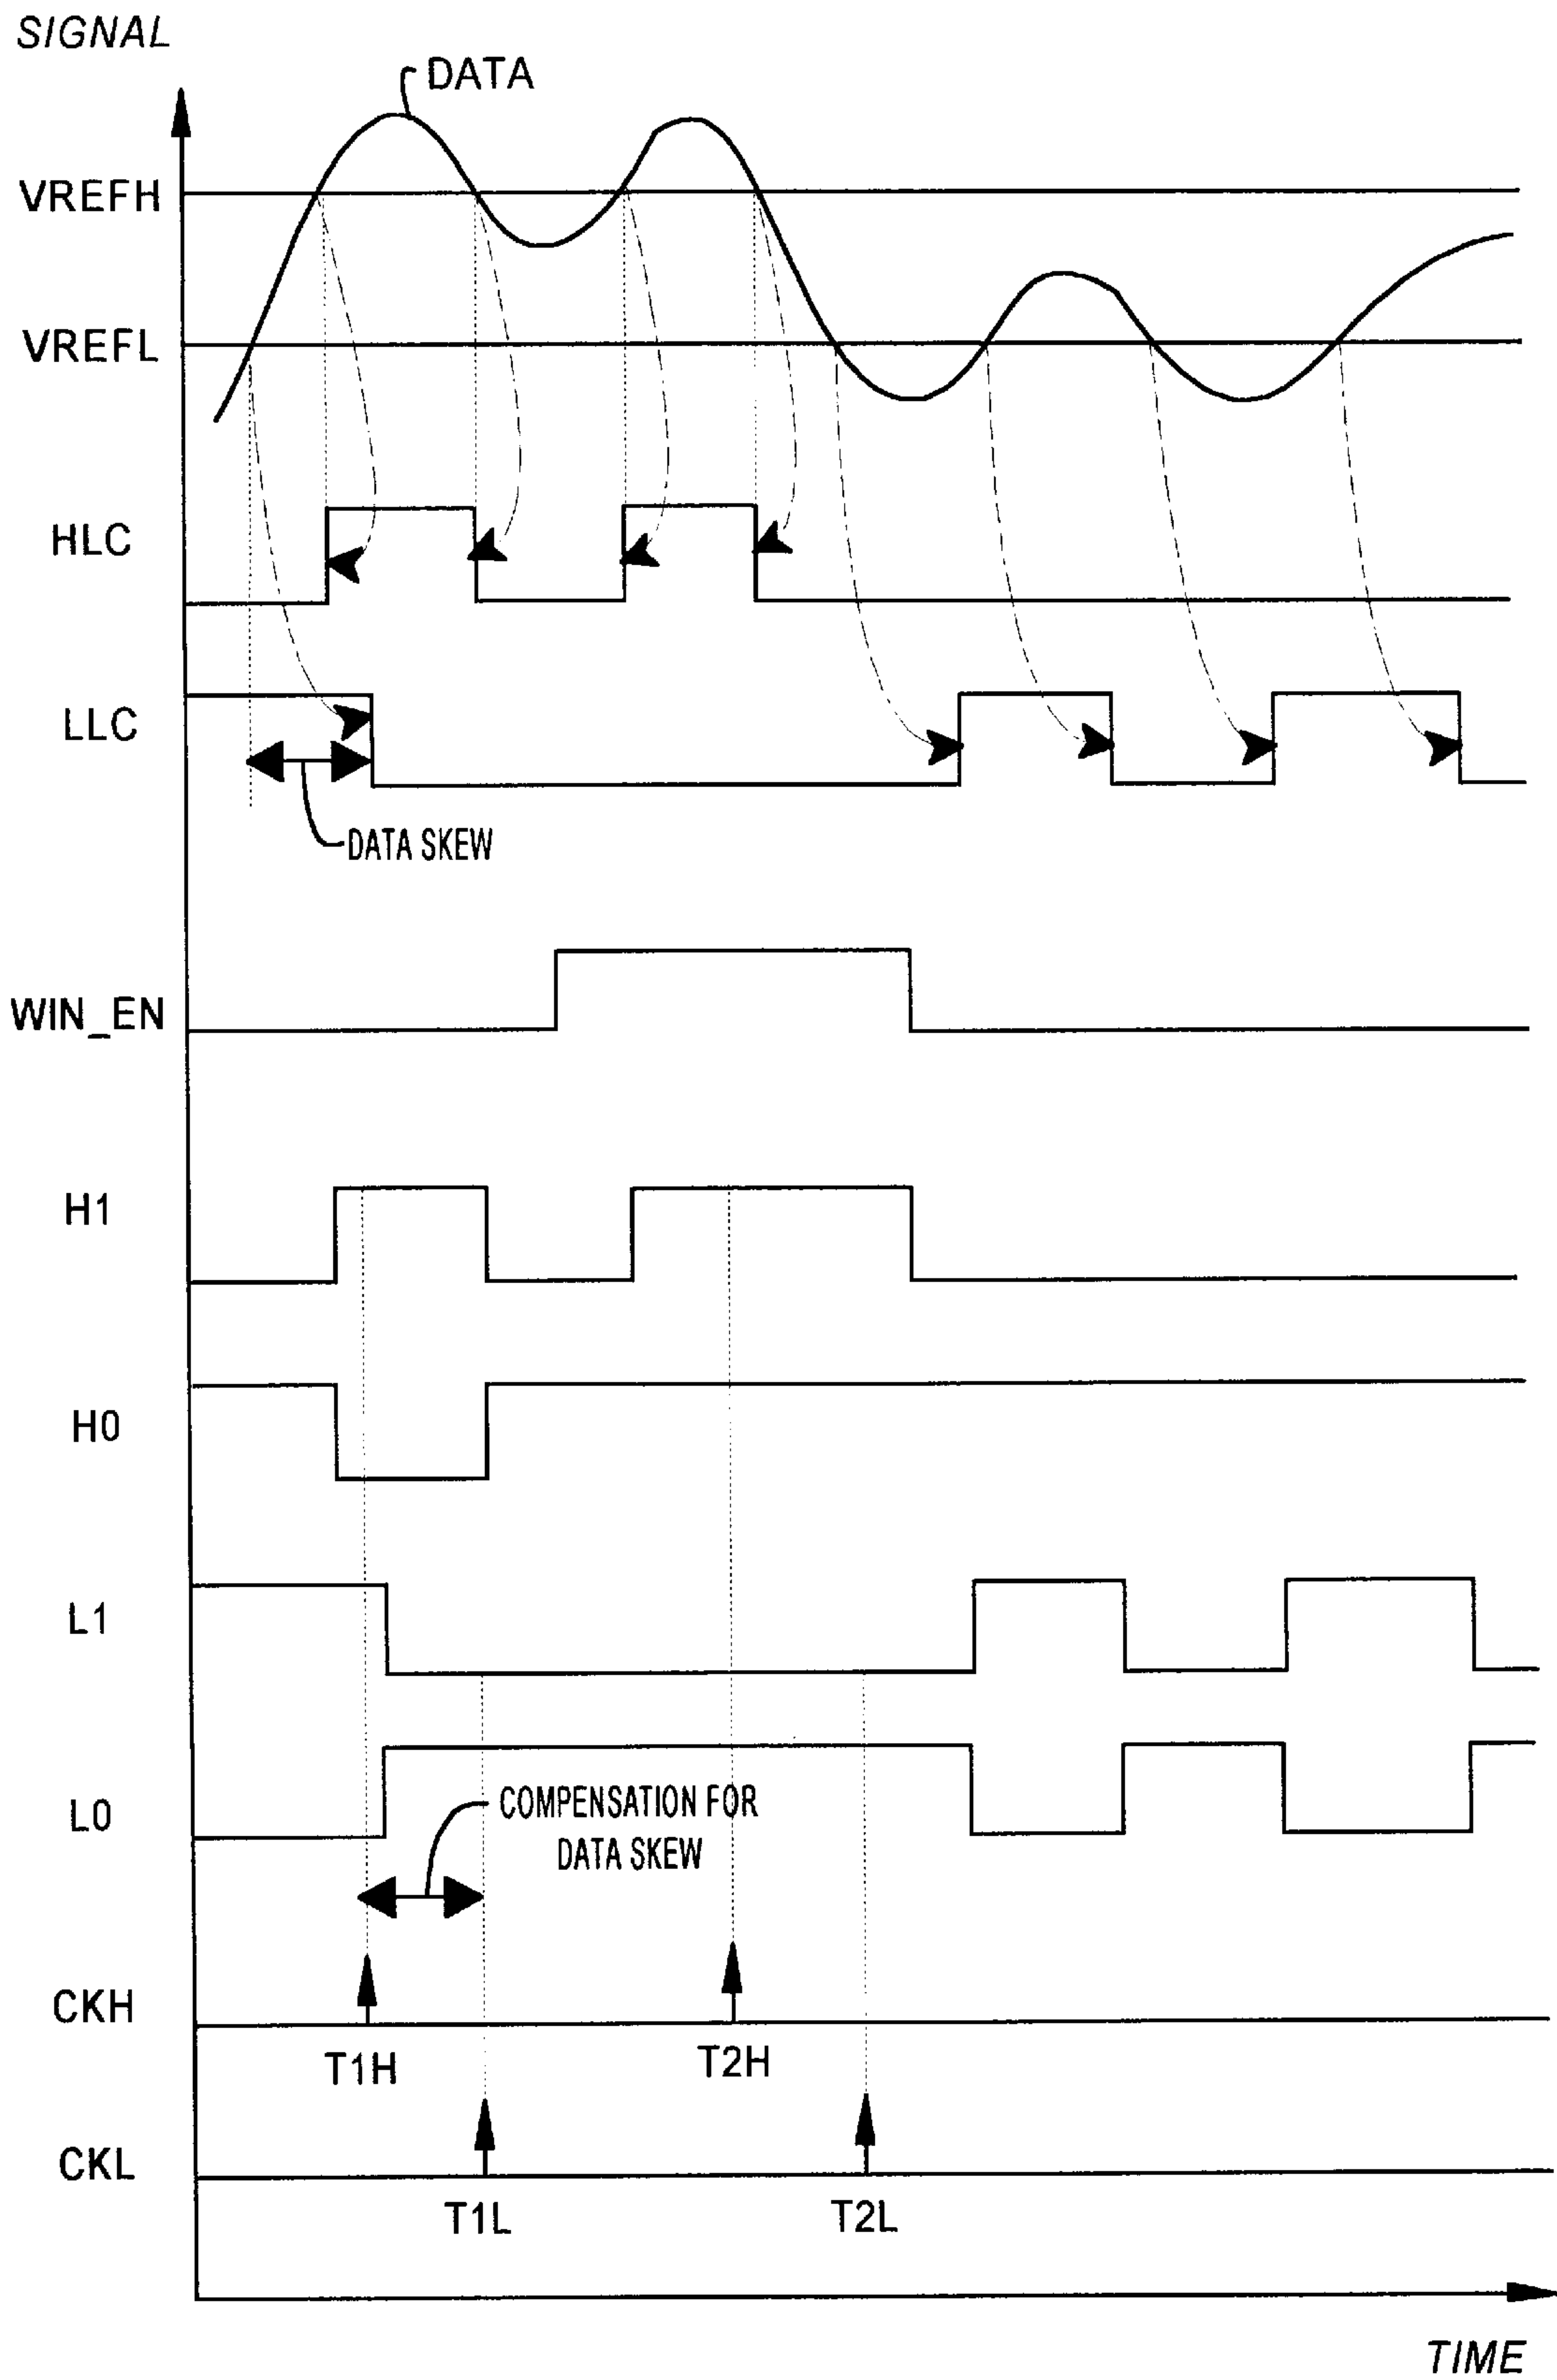 SIGNAL
DATA
VREFH
VREFL
HLC
LLC
DATA SKEW
WIN_EN
H1
H0
L1
L0
COMPENSATION FOR
DATA SKEW
CKH
T1H
T2H
CKL
T1L
T2L
TIME